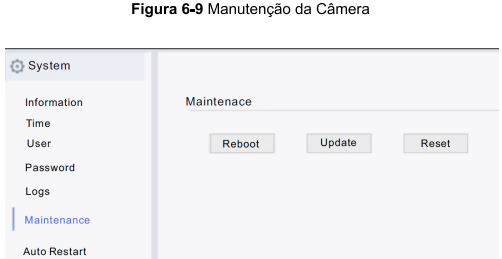 Figura 6-9 Manutenção da Câmera
System
Information
Time
User
Password
Logs
Maintenance
Auto Restart
Maintenace
Reboot Update Reset